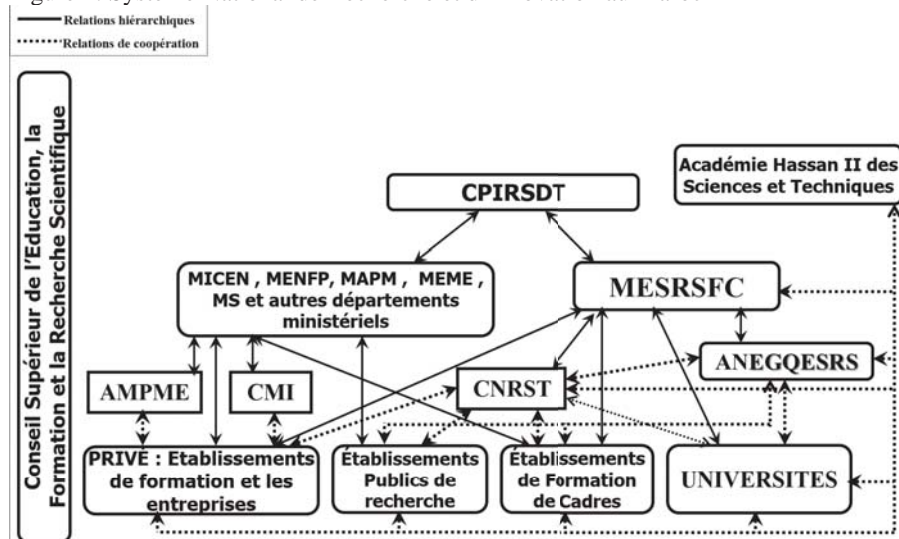 Relations hiérarchiques
Relations de coopération
Conseil Supérieur de l'Education, la
Formation et la Recherche Scientifique
Académie Hassan II des
Sciences et Techniques
CPIRSDT
MICEN , MENFP, MAPM , MEME ,
MS et autres départements
ministériels
MESRSFC
ANEGQESRS
AMPME
CMI
CNRST
PRIVÉ : Etablissements
de formation et les
entreprises
Établissements
Publics de
recherche
Établissements
de Formation
de Cadres
UNIVERSITES